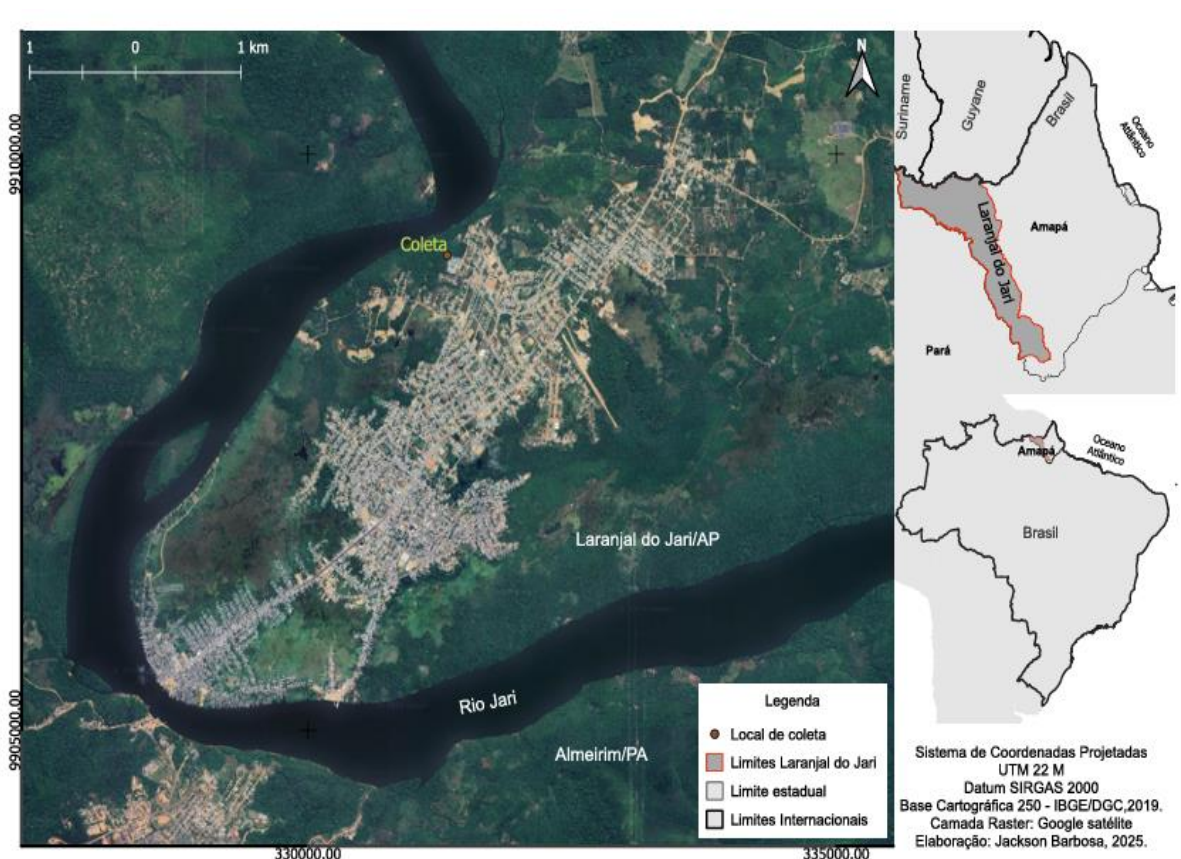 1 0 1 km
N
9910000.00
9905000.00
330000.00
335000.00
Coleta
Laranjal do Jari/AP
Rio Jari
Almeirim/PA
Legenda
Local de coleta
Limites Laranjal do Jari
Limite estadual
Limites Internacionais
Suriname
Guyane
Brasil
Oceano
Atlântico
Laranjal do Jari
Amapá
Pará
Oceano
Atlântico
Amapá
Brasil
Sistema de Coordenadas Projetadas
UTM 22 M
Datum SIRGAS 2000
Base Cartográfica 250 - IBGE/DGC,2019.
Camada Raster: Google satélite
Elaboração: Jackson Barbosa, 2025.